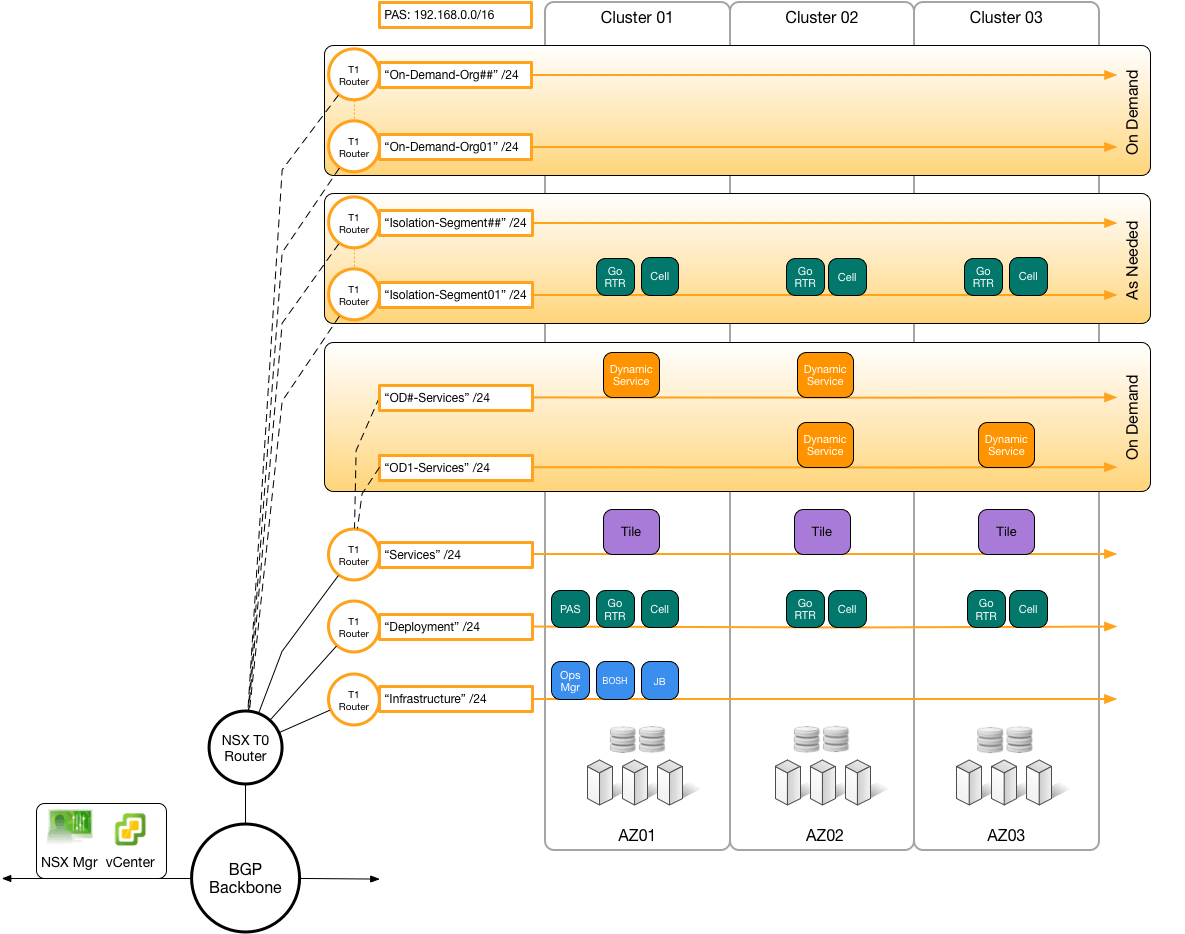 PAS: 192.168.0.0/16
Cluster 01
Cluster 02
Cluster 03
T1
Router
“On-Demand-Org##” /24
T1
Router
“On-Demand-Org01” /24
On Demand
T1
Router
“Isolation-Segment##” /24
T1
Router
“Isolation-Segment01” /24
Go
RTR
Cell
Go
RTR
Cell
Go
RTR
Cell
As Needed
“OD#-Services” /24
Dynamic
Service
Dynamic
Service
“OD1-Services” /24
Dynamic
Service
Dynamic
Service
On Demand
T1
Router
“Services” /24
Tile
Tile
Tile
T1
Router
“Deployment” /24
PAS
Go
RTR
Cell
Go
RTR
Cell
Go
RTR
Cell
T1
Router
“Infrastructure” /24
Ops
Mgr
BOSH
JB
NSX T0
Router
AZ01
AZ02
AZ03
NSX Mgr
vCenter
BGP
Backbone